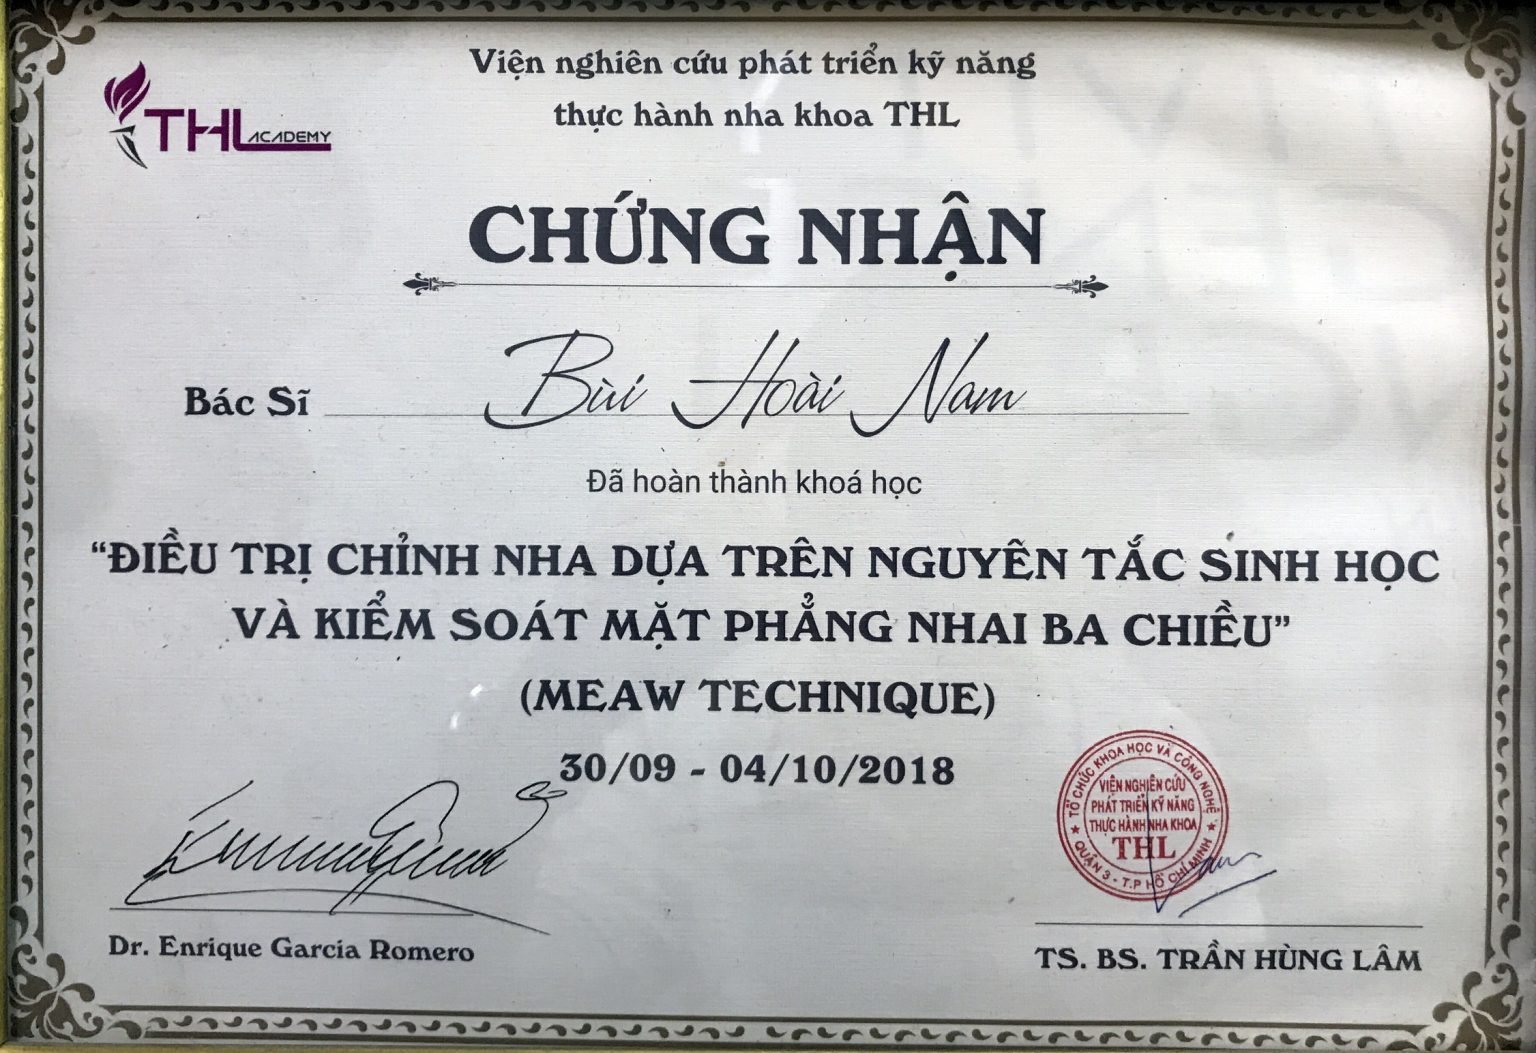 THL ACADEMY
Viện nghiên cứu phát triển kỹ năng
thực hành nha khoa THL
CHỨNG NHẬN
Bác Sĩ Bùi Hoài Nam
Đã hoàn thành khoá học
“ĐIỀU TRỊ CHỈNH NHA DỰA TRÊN NGUYÊN TẮC SINH HỌC
VÀ KIỂM SOÁT MẶT PHẲNG NHAI BA CHIỀU”
(MEAW TECHNIQUE)
30/09 - 04/10/2018
TỔ CHỨC KHOA HỌC VÀ CÔNG NGHỆ
VIỆN NGHIÊN CỨU
PHÁT TRIỂN KỸ NĂNG
THỰC HÀNH NHA KHOA
THL
QUẬN 3 - T.P HỒ CHÍ MINH
Dr. Enrique García Romero
TS. BS. TRẦN HÙNG LÂM